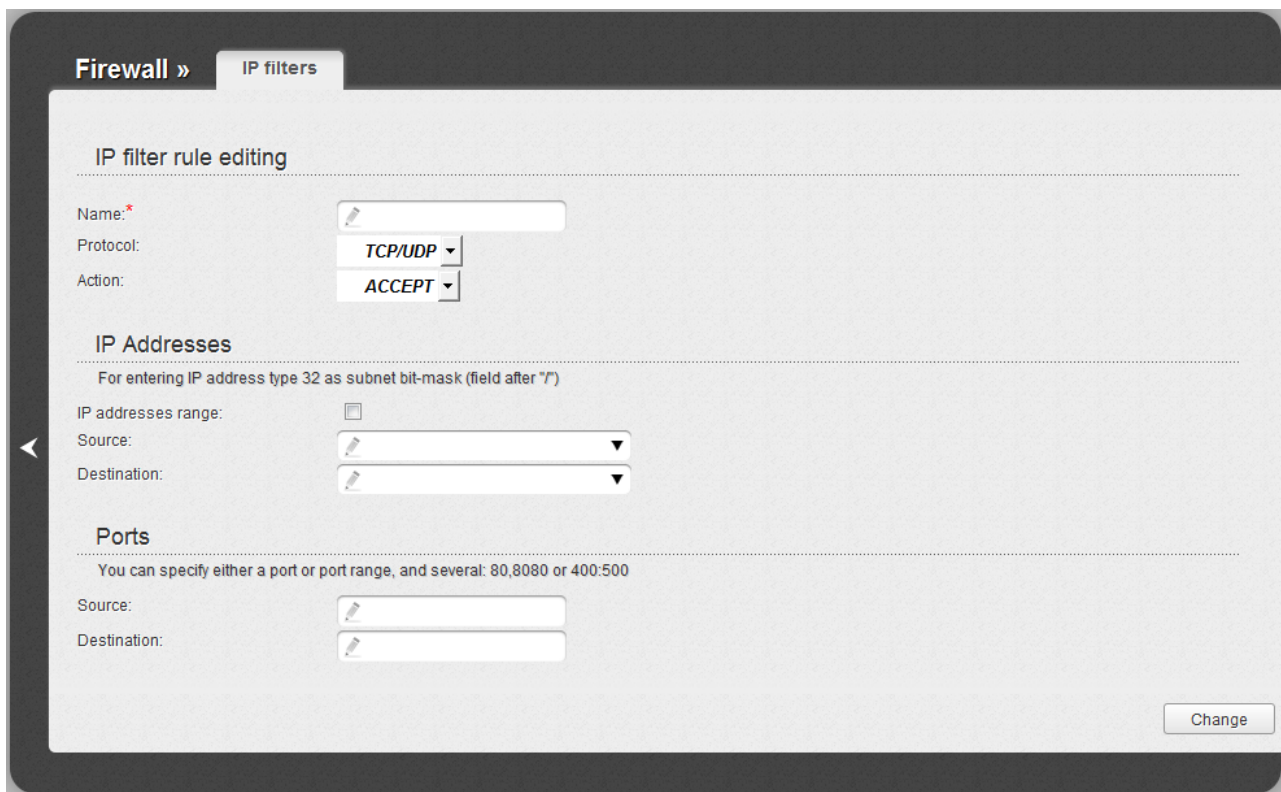 Firewall » IP filters
IP filter rule editing
Name:*
Protocol: TCP/UDP
Action: ACCEPT
IP Addresses
For entering IP address type 32 as subnet bit-mask (field after "/")
IP addresses range:
Source:
Destination:
Ports
You can specify either a port or port range, and several: 80,8080 or 400:500
Source:
Destination:
Change